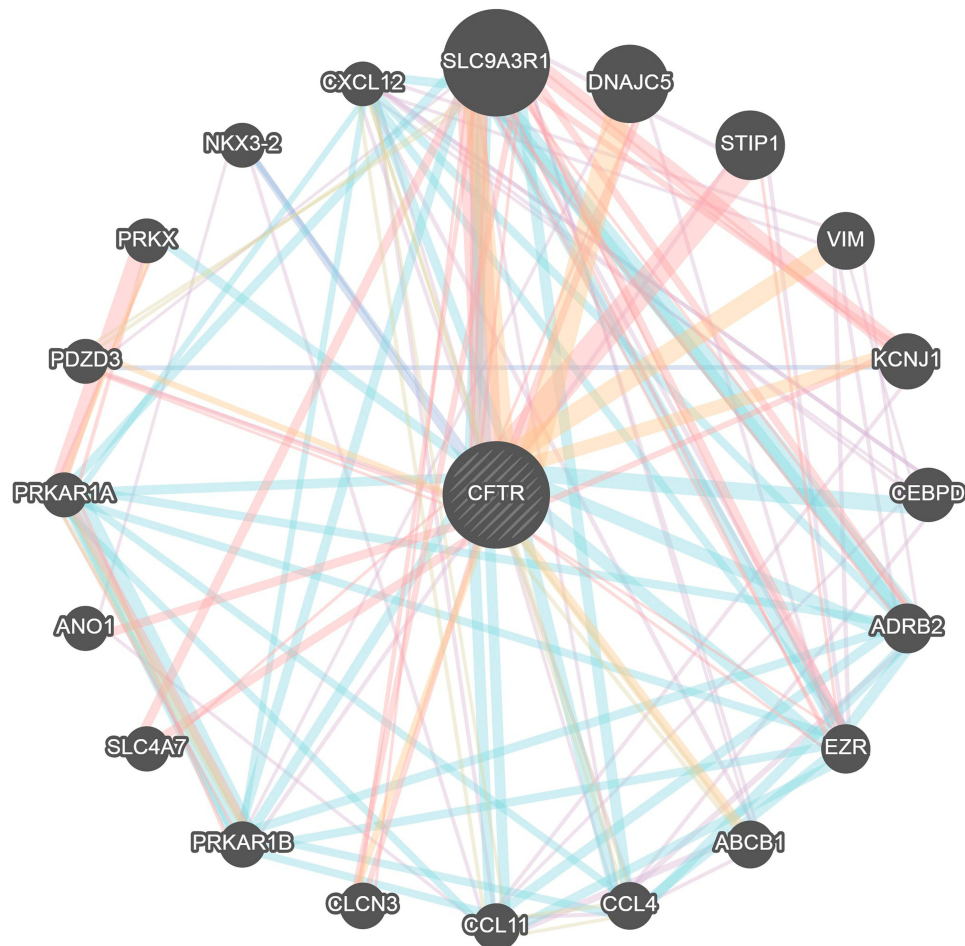 SLC9A3R1
CXCL12
DNAJC5
NKX3-2
STIP1
PRKX
VIM
PDZD3
KCNJ1
PRKAR1A
CFTR
CEBPD
ANO1
ADRB2
SLC4A7
EZR
PRKAR1B
ABCB1
CLCN3
CCL4
CCL11